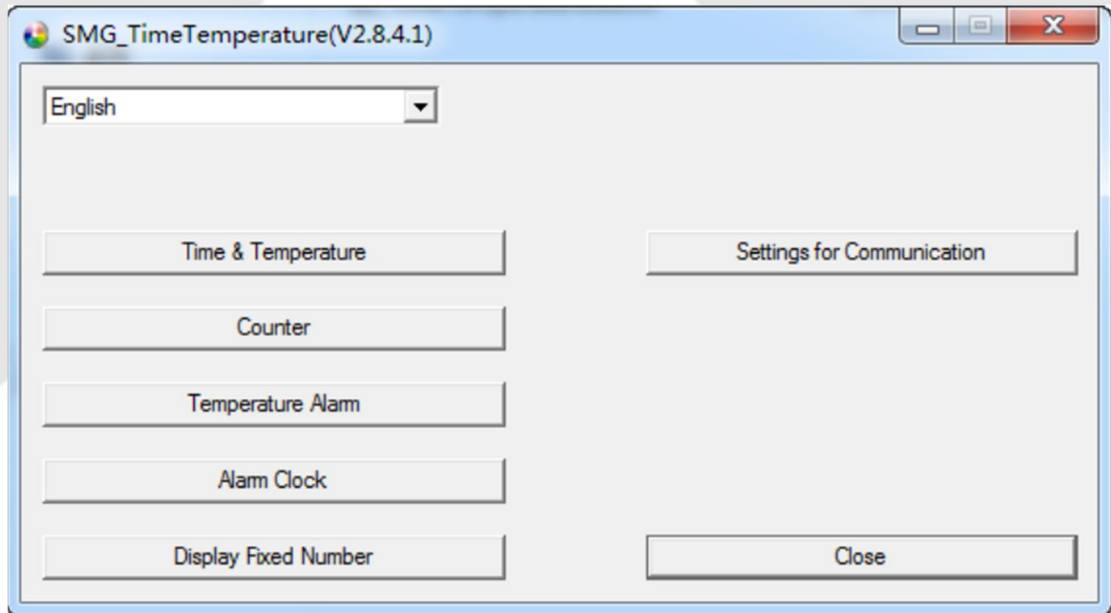 SMG_TimeTemperature(V2.8.4.1)
English
Time & Temperature
Settings for Communication
Counter
Temperature Alarm
Alarm Clock
Display Fixed Number
Close